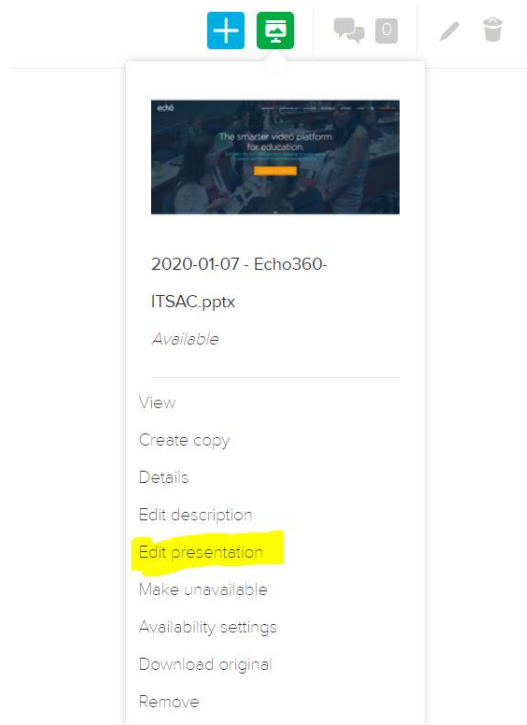 0
echo
The smarter video platform
for education.
2020-01-07 - Echo360-
ITSAC.pptx
Available
View
Create copy
Details
Edit description
Edit presentation
Make unavailable
Availability settings
Download original
Remove